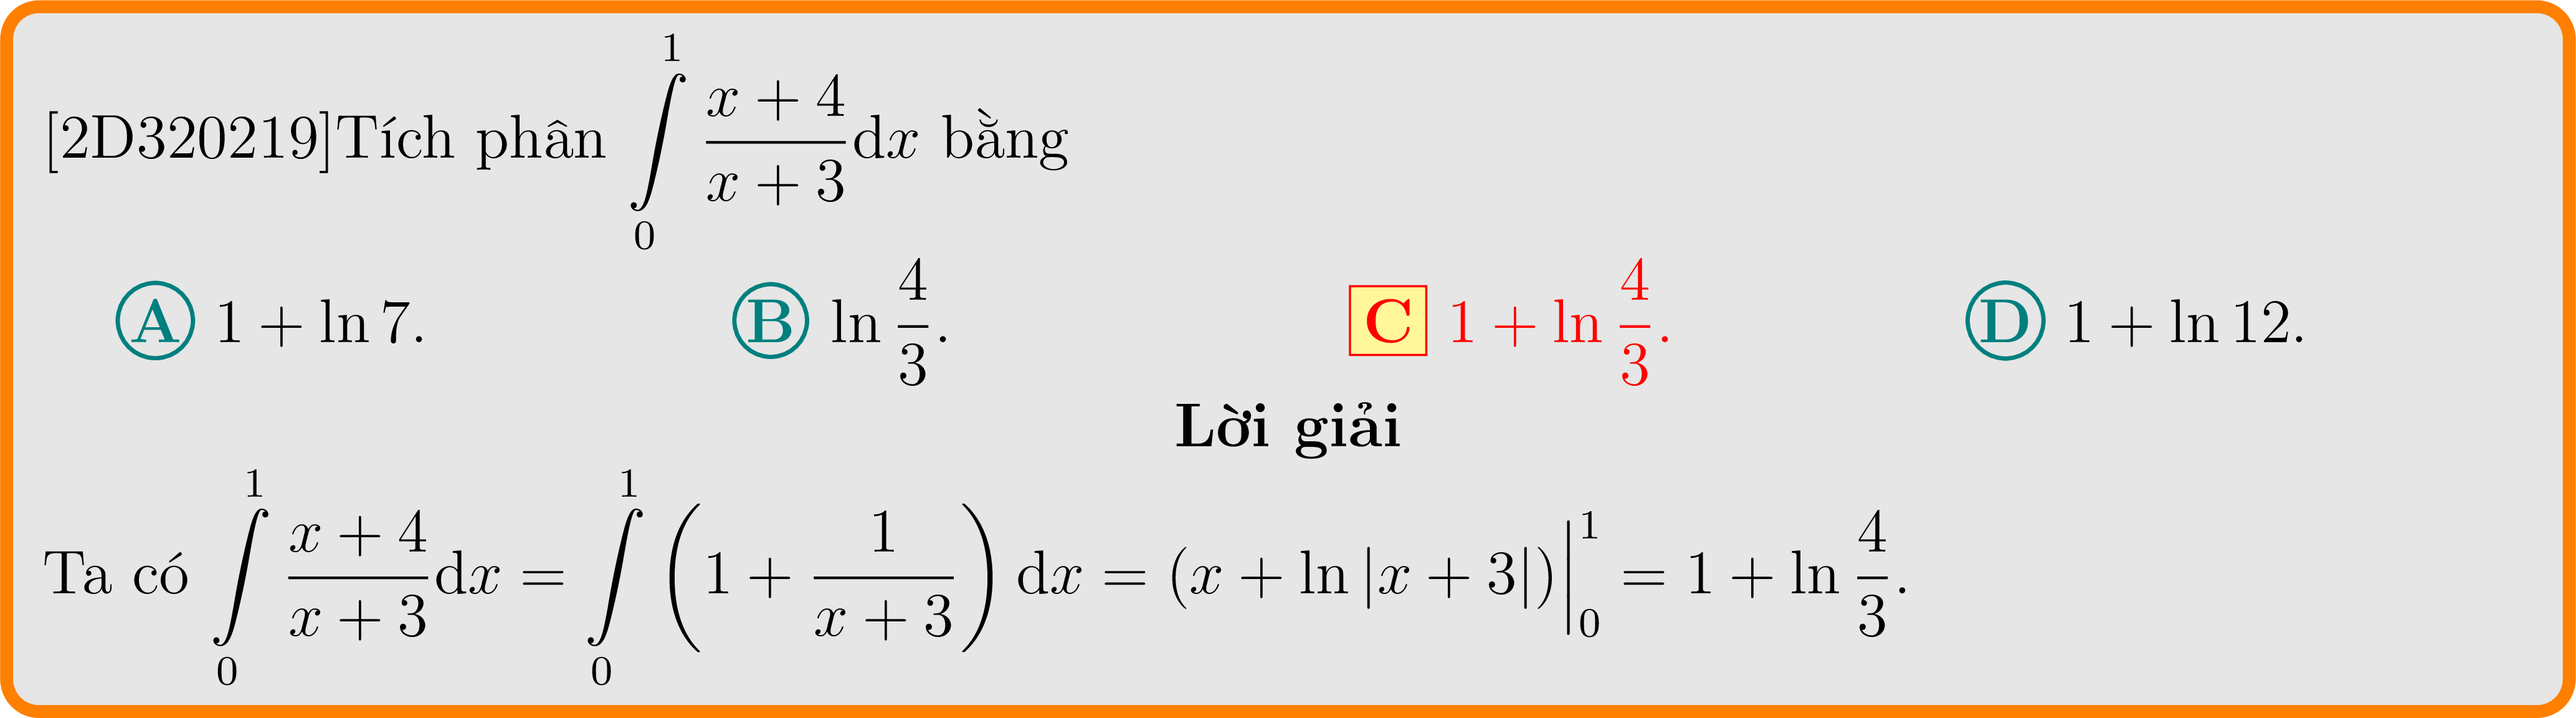 [2D320219]Tích phân $\int\limits_0^1 \frac{x+4}{x+3}\mathrm{d}x$ bằng
Ⓐ $1 + \ln 7.$ Ⓑ $\ln \frac{4}{3}.$ C $1 + \ln \frac{4}{3}.$ Ⓓ $1 + \ln 12.$
Lời giải
Ta có $\int\limits_0^1 \frac{x+4}{x+3}\mathrm{d}x = \int\limits_0^1 \left(1 + \frac{1}{x+3}\right) \mathrm{d}x = (x + \ln |x+3|)\Big|_0^1 = 1 + \ln \frac{4}{3}.$